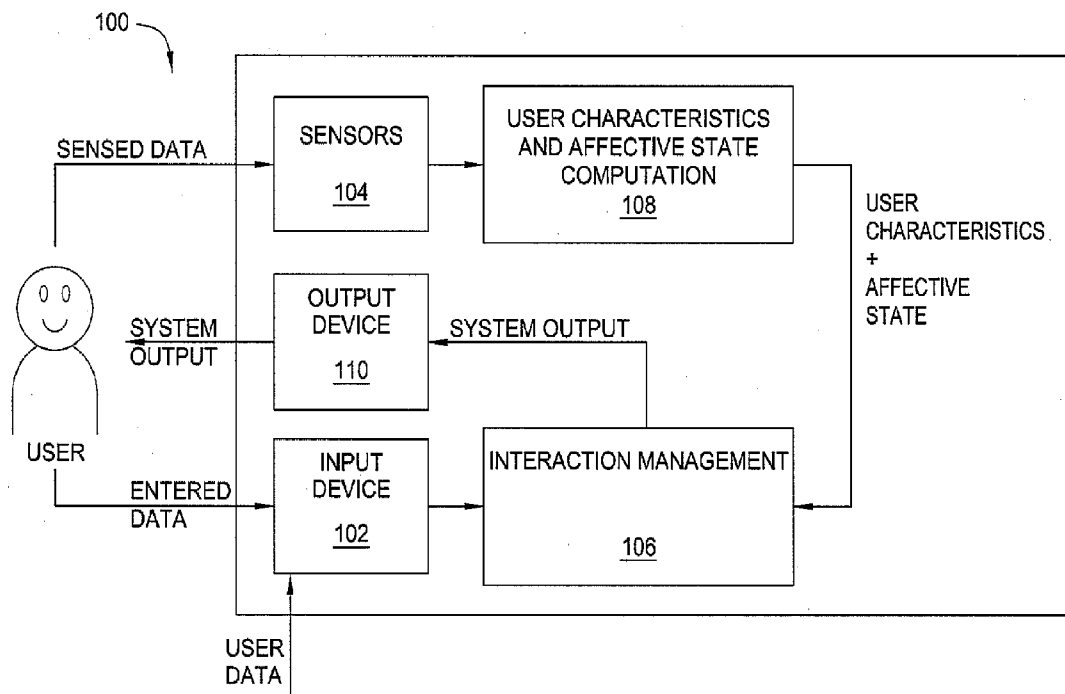 100
SENSED DATA
SENSORS
104
USER CHARACTERISTICS
AND AFFECTIVE STATE
COMPUTATION
108
USER
CHARACTERISTICS
+
AFFECTIVE
STATE
SYSTEM
OUTPUT
OUTPUT
DEVICE
110
SYSTEM OUTPUT
USER
ENTERED
DATA
INPUT
DEVICE
102
INTERACTION MANAGEMENT
106
USER
DATA